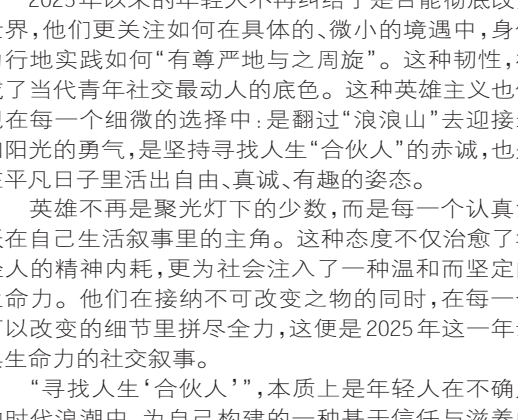 2025年以来的年轻人不再纠结于是否能彻底改
世界,他们更关注如何在具体的、微小的境遇中,身
力行地实践如何“有尊严地与之周旋”。这种韧性,
成了当代青年社交最动人的底色。这种英雄主义也
现在每一个细微的选择中:是翻过“浪浪山”去迎接
和阳光的勇气,是坚持寻找人生“合伙人”的赤诚,也
在平凡日子里活出自由、真诚、有趣的姿态。
英雄不再是聚光灯下的少数,而是每一个认真
天在自己生活叙事里的主角。这种态度不仅治愈了
轻人的精神内耗,更为社会注入了一种温和而坚定
生命力。他们在接纳不可改变之物的同时,在每一
可以改变的细节里拼尽全力,这便是2025年这一年
具生命力的社交叙事。
“寻找人生‘合伙人’”,本质上是年轻人在不确
的时代浪潮中,为自己构建的一种基于信任与滋养